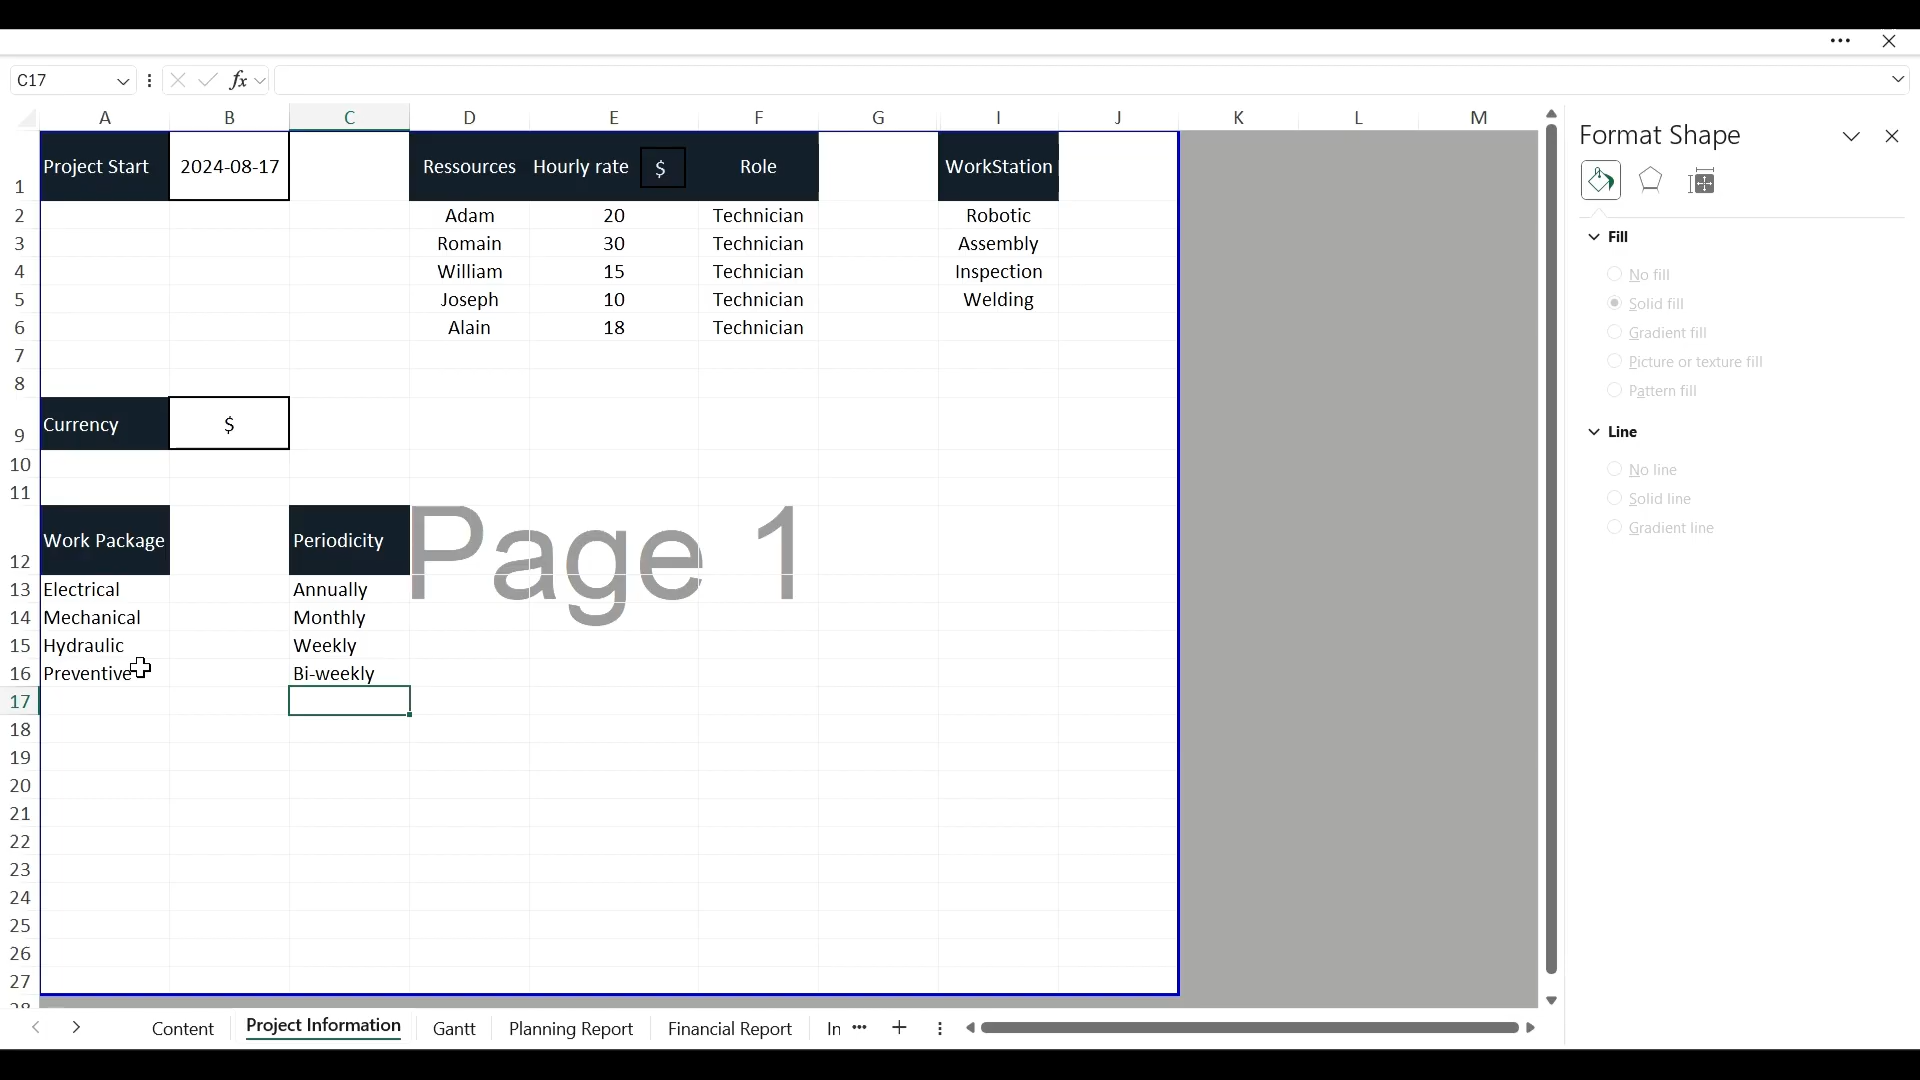 C17
fx
A B C D E F G I J K L M
1 Project Start 2024-08-17 Ressources Hourly rate $ Role WorkStation
2 Adam 20 Technician Robotic
3 Romain 30 Technician Assembly
4 William 15 Technician Inspection
5 Joseph 10 Technician Welding
6 Alain 18 Technician
7
8
9 Currency $
10
11
12 Work Package Periodicity
Page 1
13 Electrical Annually
14 Mechanical Monthly
15 Hydraulic Weekly
16 Preventive Bi-weekly
17
18
19
20
21
22
23
24
25
26
27
Content Project Information Gantt Planning Report Financial Report In
Format Shape
Fill
No fill
Solid fill
Gradient fill
Picture or texture fill
Pattern fill
Line
No line
Solid line
Gradient line